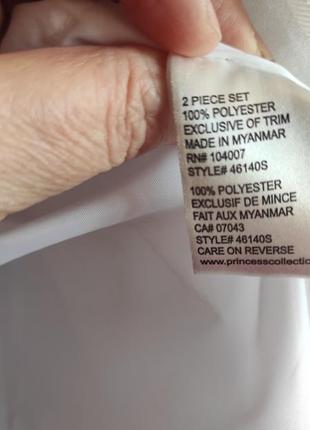 2 PIECE SET
100% POLYESTER
EXCLUSIVE OF TRIM
MADE IN MYANMAR
RN# 104007
STYLE# 46140S
100% POLYESTER
EXCLUSIF DE MINCE
FAIT AUX MYANMAR
CA# 07043
STYLE# 46140S
CARE ON REVERSE
www.princesscollectio